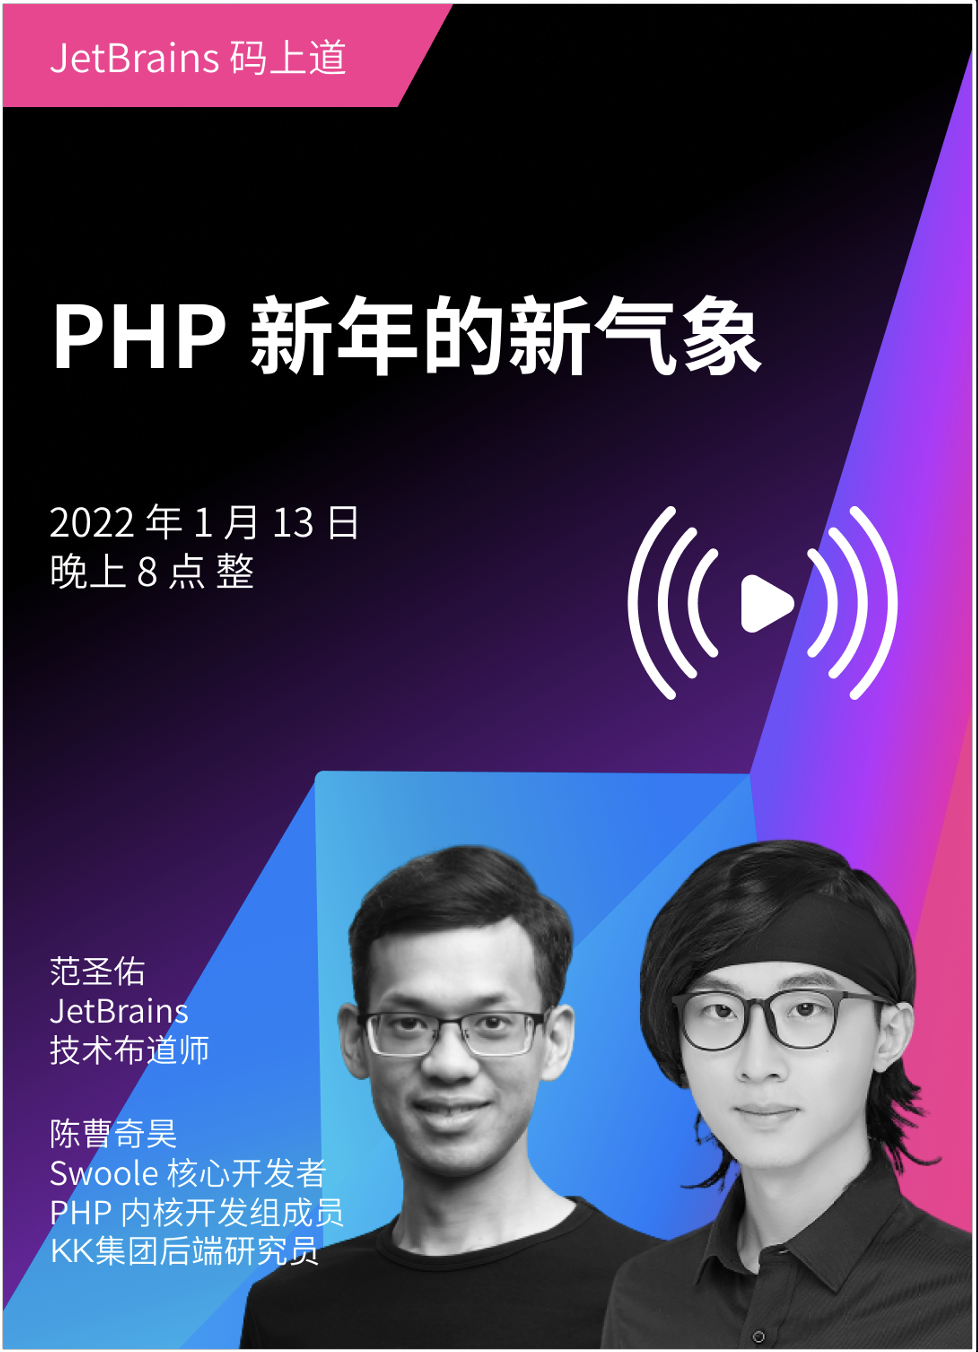 JetBrains 码上道
PHP 新年的新气象
2022 年 1 月 13 日
晚上 8 点 整
范圣佑
JetBrains
技术布道师
陈曹奇昊
Swoole 核心开发者
PHP 内核开发组成员
KK集团后端研究员